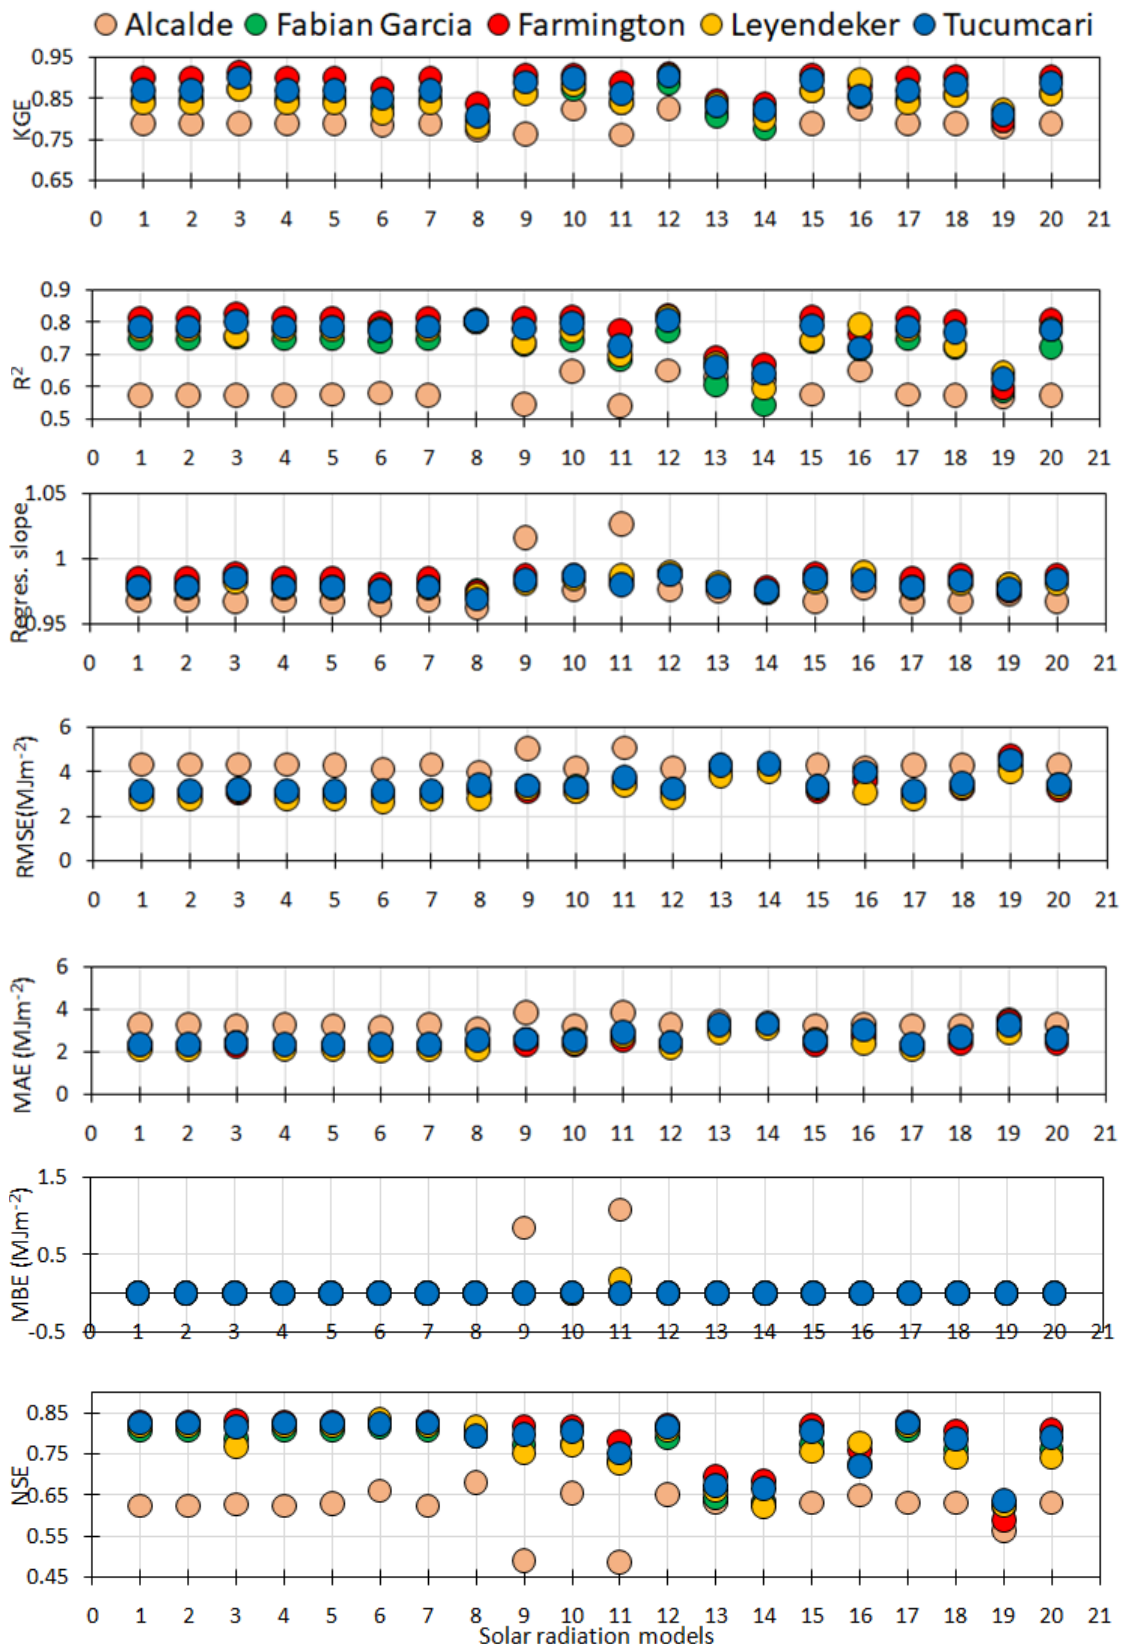 Alcalde Fabian Garcia Farmington Leyendeker Tucumcari
0.95
0.85
0.75
0.65
KGE
0 1 2 3 4 5 6 7 8 9 10 11 12 13 14 15 16 17 18 19 20 21
0.9
0.8
0.7
0.6
0.5
R²
0 1 2 3 4 5 6 7 8 9 10 11 12 13 14 15 16 17 18 19 20 21
1.05
1
0.95
Regres. slope
0 1 2 3 4 5 6 7 8 9 10 11 12 13 14 15 16 17 18 19 20 21
6
4
2
0
RMSE(MJm⁻²)
0 1 2 3 4 5 6 7 8 9 10 11 12 13 14 15 16 17 18 19 20 21
6
4
2
0
MAE (MJm⁻²)
0 1 2 3 4 5 6 7 8 9 10 11 12 13 14 15 16 17 18 19 20 21
1.5
0.5
-0.5
MBE (MJm⁻²)
0 1 2 3 4 5 6 7 8 9 10 11 12 13 14 15 16 17 18 19 20 21
0.85
0.75
0.65
0.55
0.45
NSE
0 1 2 3 4 5 6 7 8 9 10 11 12 13 14 15 16 17 18 19 20 21
Solar radiation models